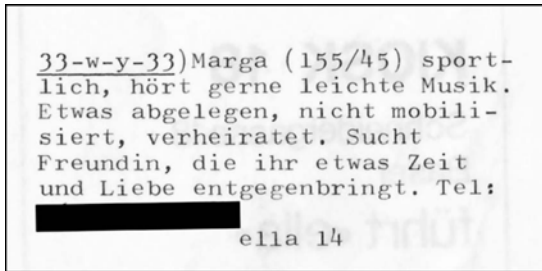 33-w-y-33)Marga (155/45) sport-
lich, hört gerne leichte Musik.
Etwas abgelegen, nicht mobili-
siert, verheiratet. Sucht
Freundin, die ihr etwas Zeit
und Liebe entgegenbringt. Tel:
ella 14